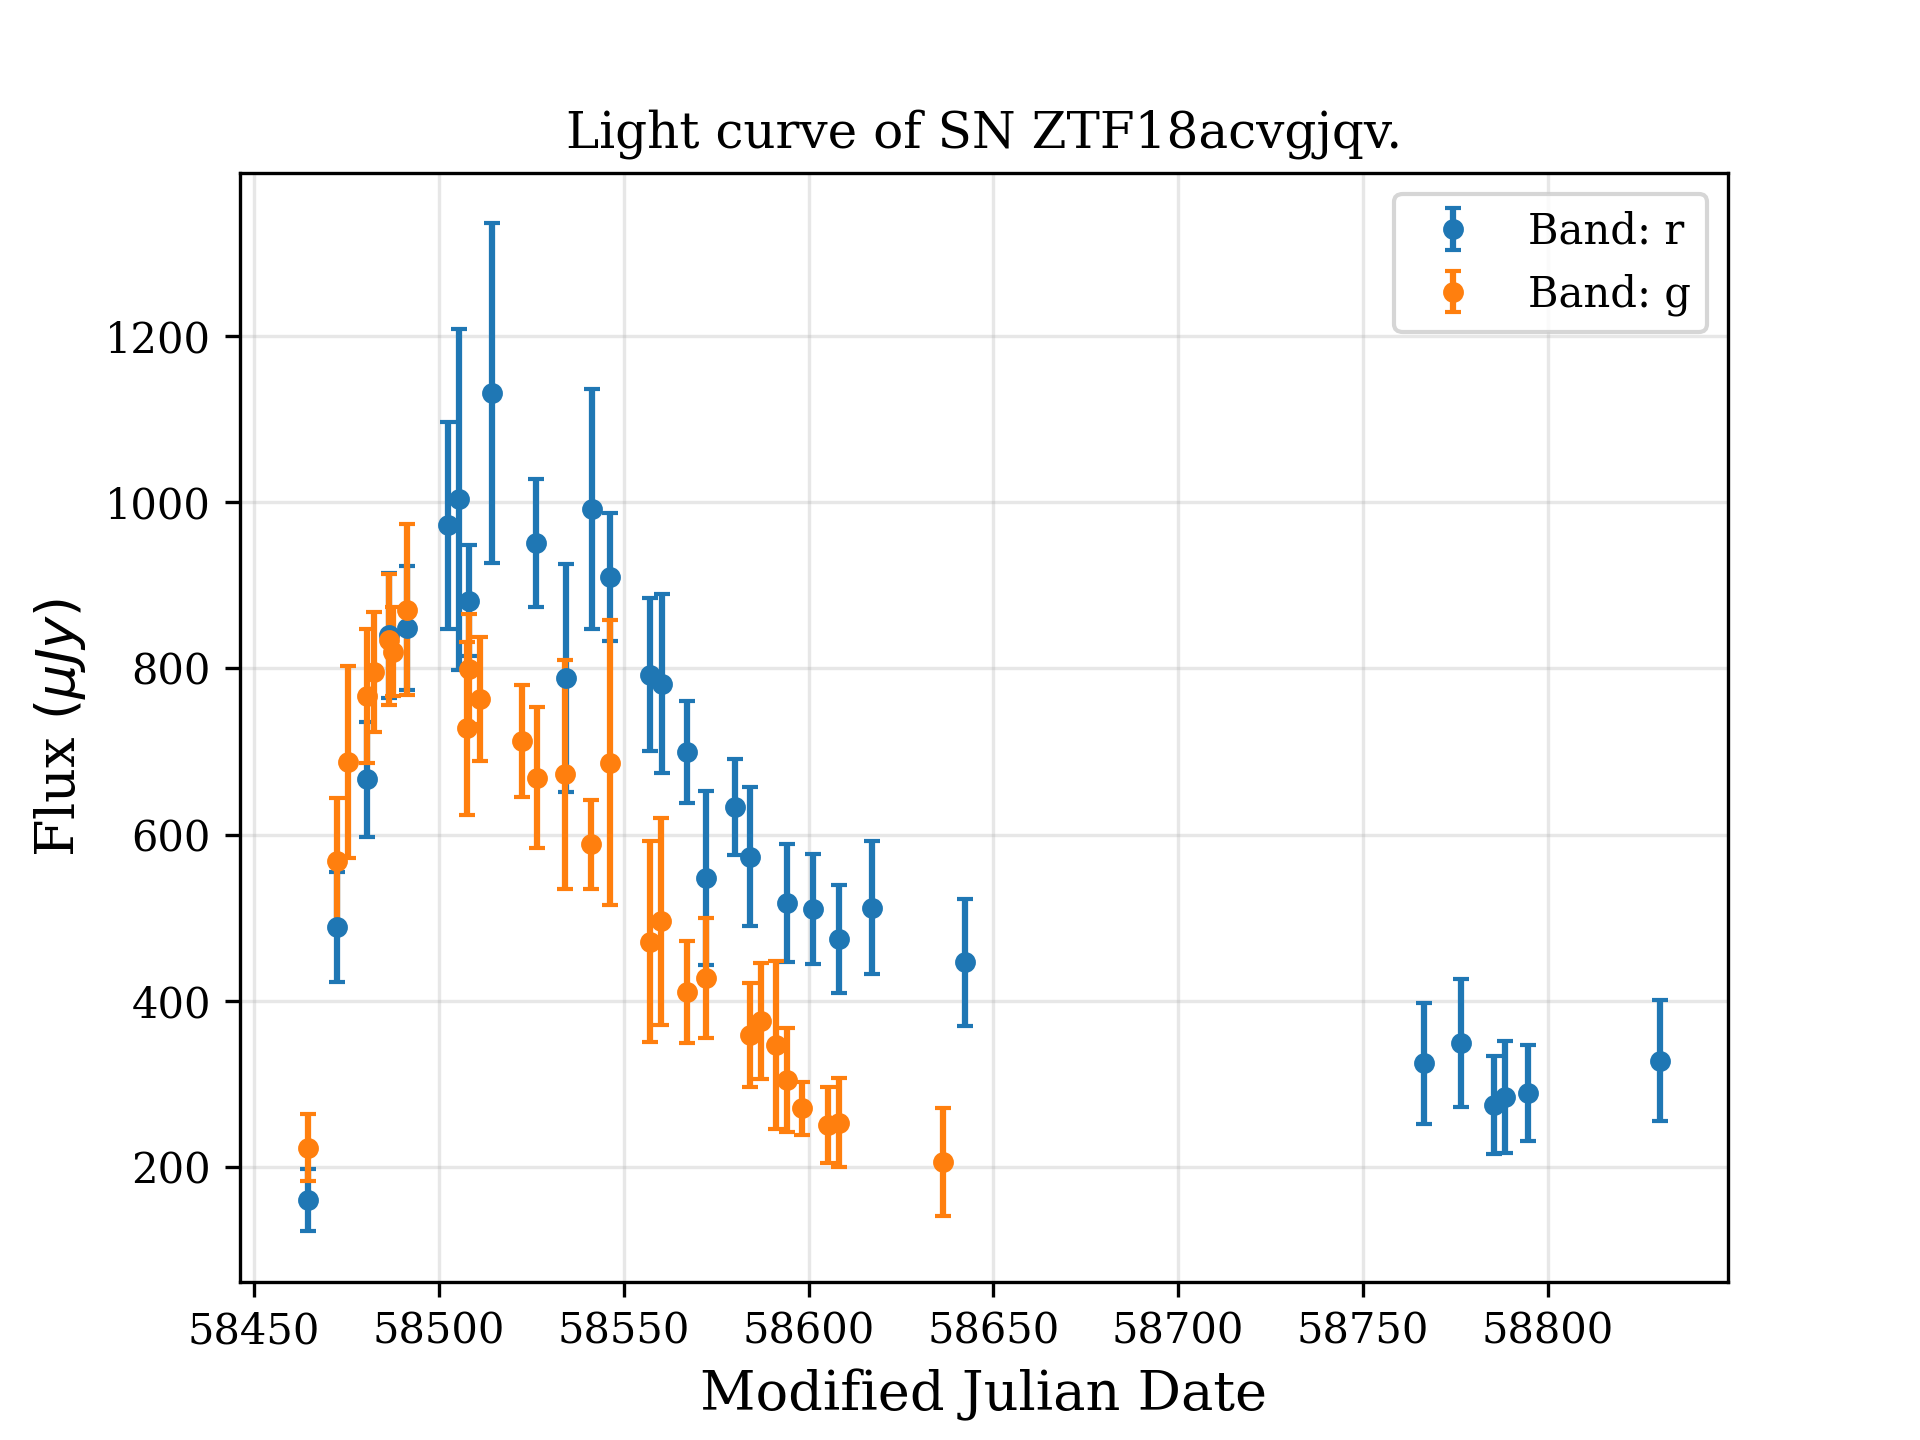 Light curve of SN ZTF18acvgjqv.
Band: r
Band: g
Flux (μJy)
1200
1000
800
600
400
200
58450 58500 58550 58600 58650 58700 58750 58800
Modified Julian Date